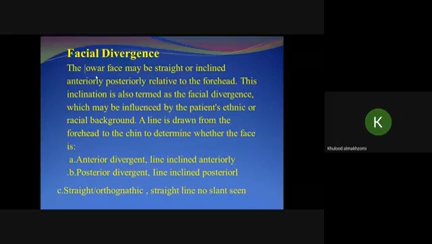 Facial Divergence
The lowar face may be straight or inclined
anteriorly posteriorly relative to the forehead. This
inclination is also termed as the facial divergence,
which may be influenced by the patient's ethnic or
racial background. A line is drawn from the
forehead to the chin to determine whether the face
is:
a.Anterior divergent, line inclined anteriorly
.b.Posterior divergent, line inclined posteriorl
c.Straight/orthognathic , straight line no slant seen
K
Khulood almakhzomi